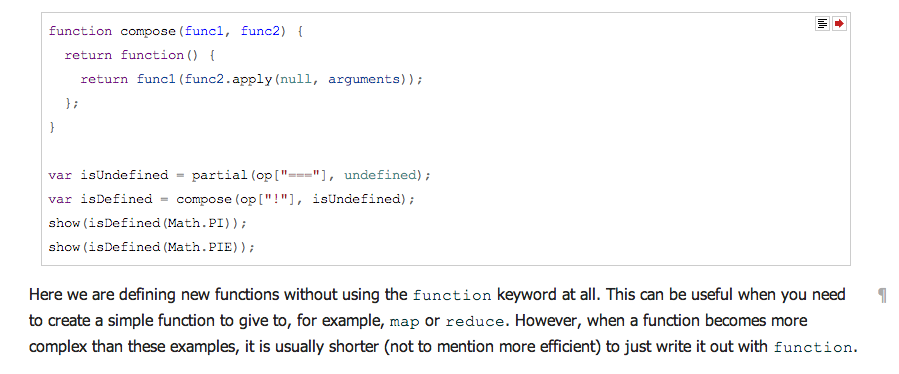 function compose(func1, func2) {
  return function() {
    return func1(func2.apply(null, arguments));
  };
}
var isUndefined = partial(op["==="], undefined);
var isDefined = compose(op["!"], isUndefined);
show(isDefined(Math.PI));
show(isDefined(Math.PIE));
Here we are defining new functions without using the function keyword at all. This can be useful when you need ¶
to create a simple function to give to, for example, map or reduce. However, when a function becomes more
complex than these examples, it is usually shorter (not to mention more efficient) to just write it out with function.